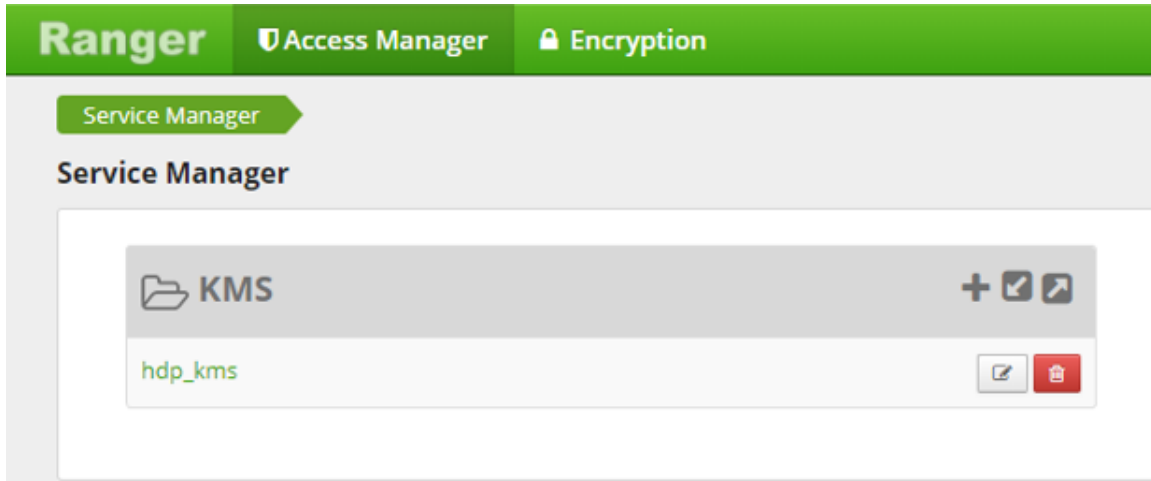 Ranger Access Manager Encryption
Service Manager
Service Manager
KMS
hdp_kms